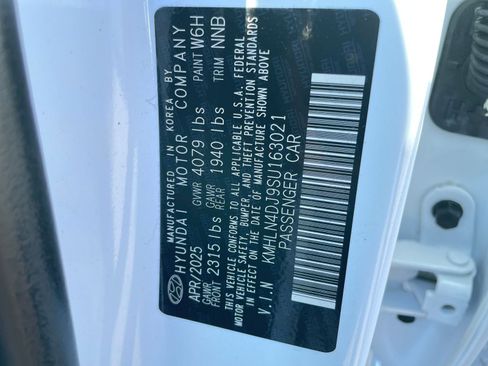 MANUFACTURED IN KOREA BY
HYUNDAI MOTOR COMPANY
APR/2025 GVWR 4079 lbs PAINT W6H
GAWR FRONT 2315 lbs GAWR REAR 1940 lbs TRIM NNB
THIS VEHICLE CONFORMS TO ALL APPLICABLE U.S.A. FEDERAL
MOTOR VEHICLE SAFETY, BUMPER, AND THEFT PREVENTION STANDARDS
IN EFFECT ON THE DATE OF MANUFACTURE SHOWN ABOVE
V.I.N KMHLN4DJ9SU163021
PASSENGER CAR